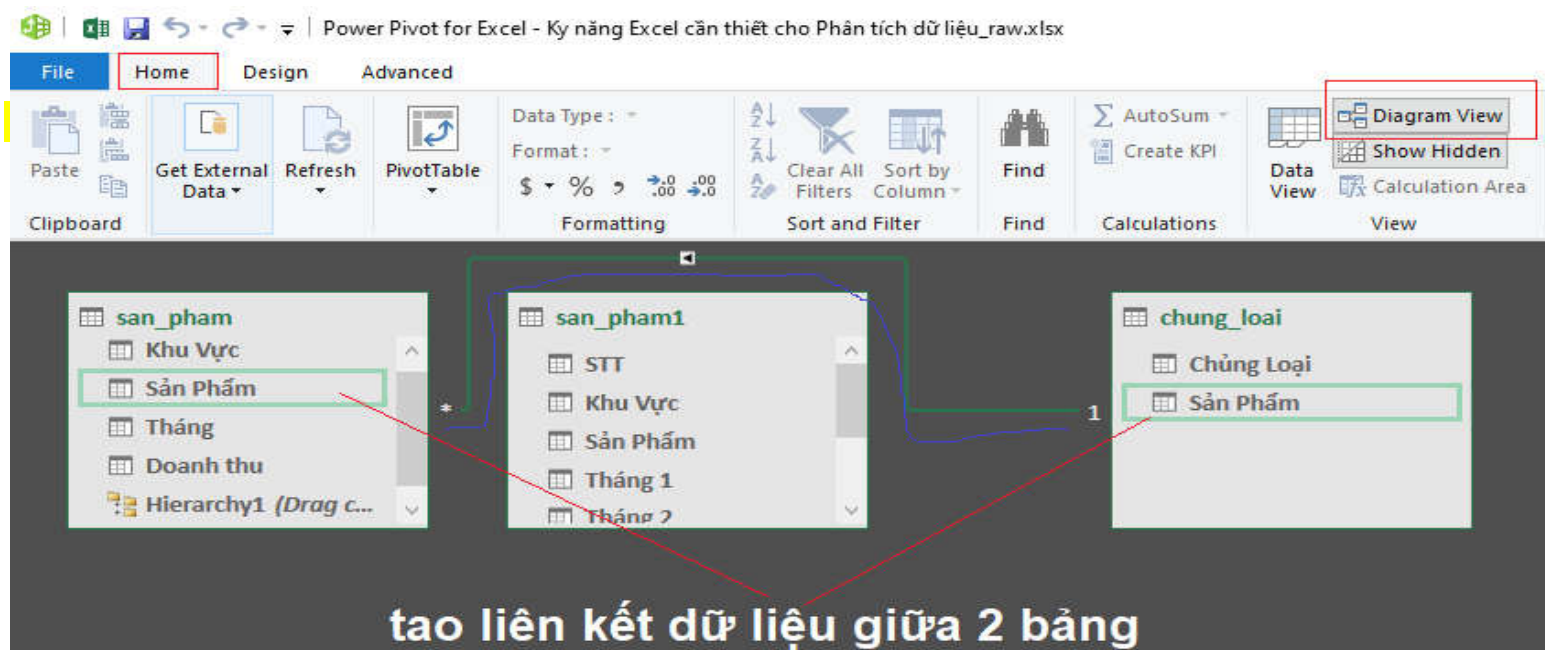 Power Pivot for Excel - Ky năng Excel cần thiết cho Phân tích dữ liệu_raw.xlsx
File Home Design Advanced
Paste
Clipboard
Get External
Data
Refresh
PivotTable
Data Type :
Format :
$ % , .00 .00 .0
Formatting
Clear All
Filters
Sort by
Column
Sort and Filter
Find
Find
AutoSum
Create KPI
Calculations
Data
View
Diagram View
Show Hidden
Calculation Area
View
san_pham
Khu Vực
Sản Phẩm
Tháng
Doanh thu
Hierarchy1 (Drag c...
*
san_pham1
STT
Khu Vực
Sản Phẩm
Tháng 1
Tháng 2
1
chung_loai
Chủng Loại
Sản Phẩm
tao liên kết dữ liệu giữa 2 bảng